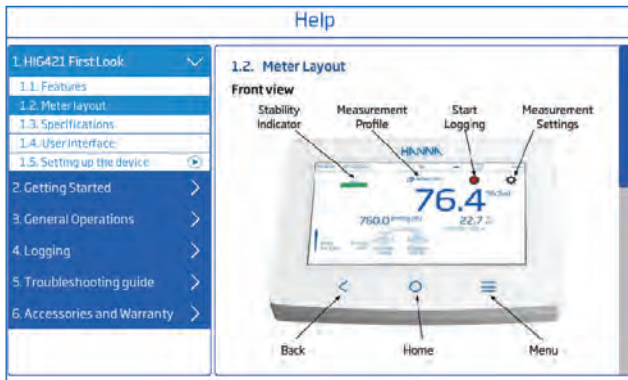 Help
1. HI6421 First Look
1.1. Features
1.2. Meter layout
1.3. Specifications
1.4. User interface
1.5. Setting up the device
2. Getting Started
3. General Operations
4. Logging
5. Troubleshooting guide
6. Accessories and Warranty
1.2. Meter Layout
Front view
Stability Indicator
Measurement Profile
Start Logging
Measurement Settings
HANNA
76.4
760.0
22.7
Back
Home
Menu